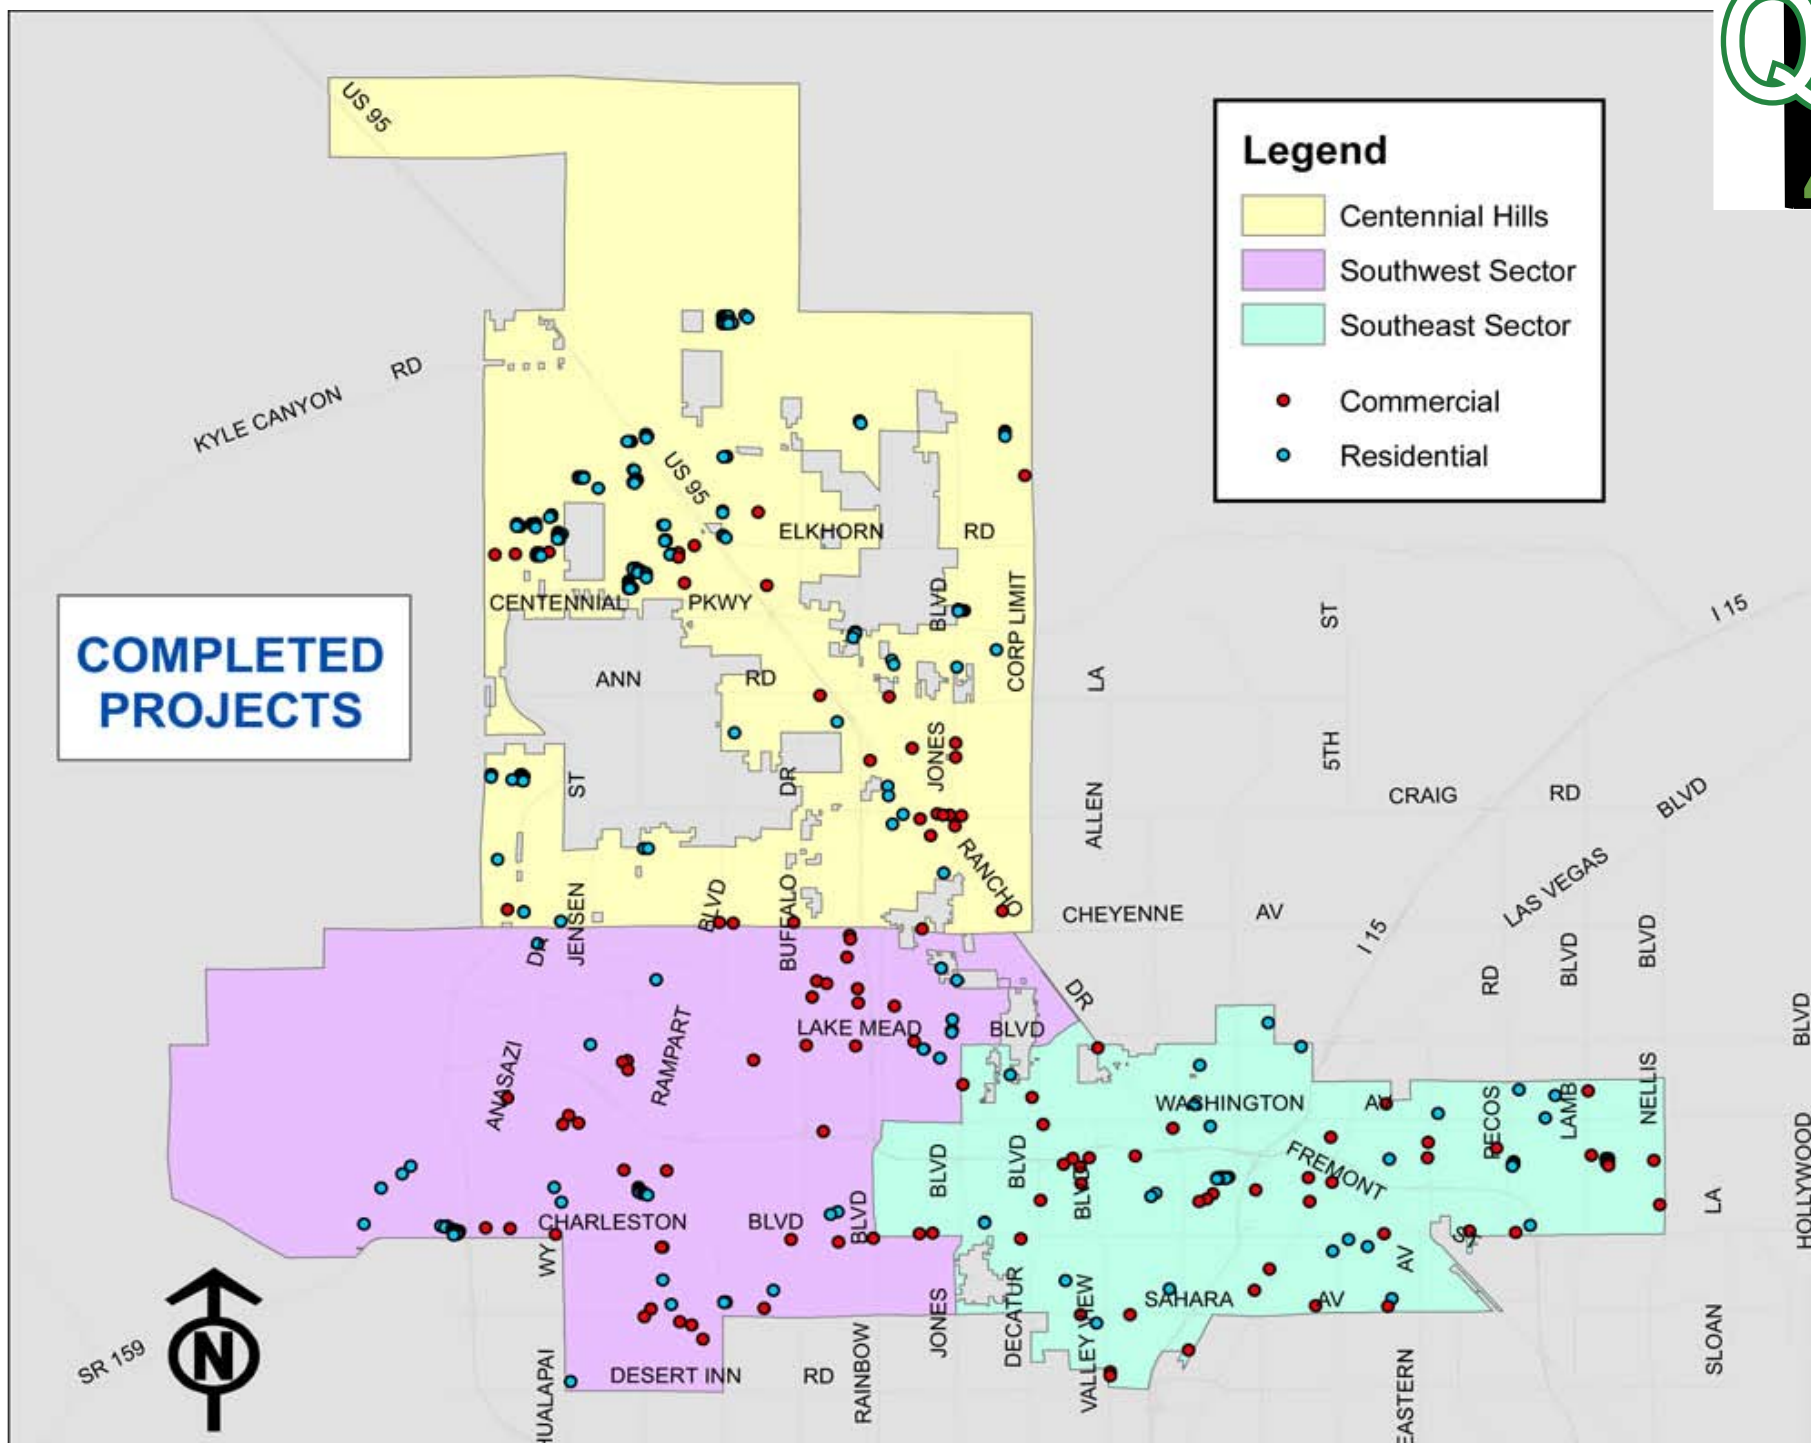 Q
US 95
Legend
Centennial Hills
Southwest Sector
Southeast Sector
Commercial
Residential
KYLE CANYON RD
US 95
ELKHORN RD
CENTENNIAL PKWY
COMPLETED
PROJECTS
ANN RD
CORP LIMIT
BLVD
JONES
LA
ALLEN
ST
5TH
I 15
CRAIG RD
BLVD
LAS VEGAS
ST
JENSEN
DR
BUFFALO
BLVD
RAMPART
RANCHO
DR
CHEYENNE AV
I 15
DR
ANASAZI
RD
PECOS
BLVD
LAMB
BLVD
NELLIS
BLVD
HOLLYWOOD
LAKE MEAD BLVD
WASHINGTON AV
FREMONT
ST
CHARLESTON BLVD
BLVD
RAINBOW
BLVD
JONES
BLVD
DECATUR
BLVD
VALLEY VIEW
SAHARA AV
AV
EASTERN
LA
SLOAN
WY
HUALAPAI
DESERT INN RD
SR 159
N